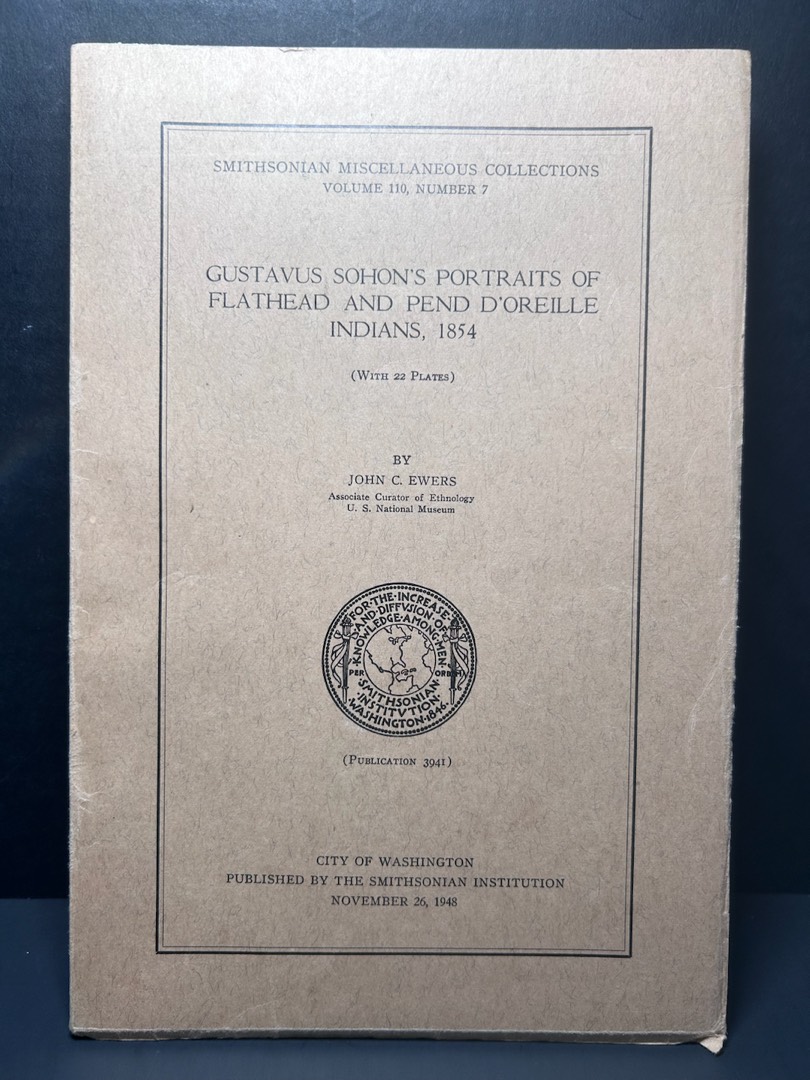 SMITHSONIAN MISCELLANEOUS COLLECTIONS
VOLUME 110, NUMBER 7
GUSTAVUS SOHON'S PORTRAITS OF
FLATHEAD AND PEND D'OREILLE
INDIANS, 1854
(WITH 22 PLATES)
BY
JOHN C. EWERS
Associate Curator of Ethnology
U. S. National Museum
FOR·THE·INCREASE
·AND·DIFFVSION·OF·
KNOWLEDGE·AMONG·MEN·
PER ORBEM
·SMITHSONIAN·
·INSTITVTION·
·WASHINGTON·1846·
(PUBLICATION 3941)
CITY OF WASHINGTON
PUBLISHED BY THE SMITHSONIAN INSTITUTION
NOVEMBER 26, 1948